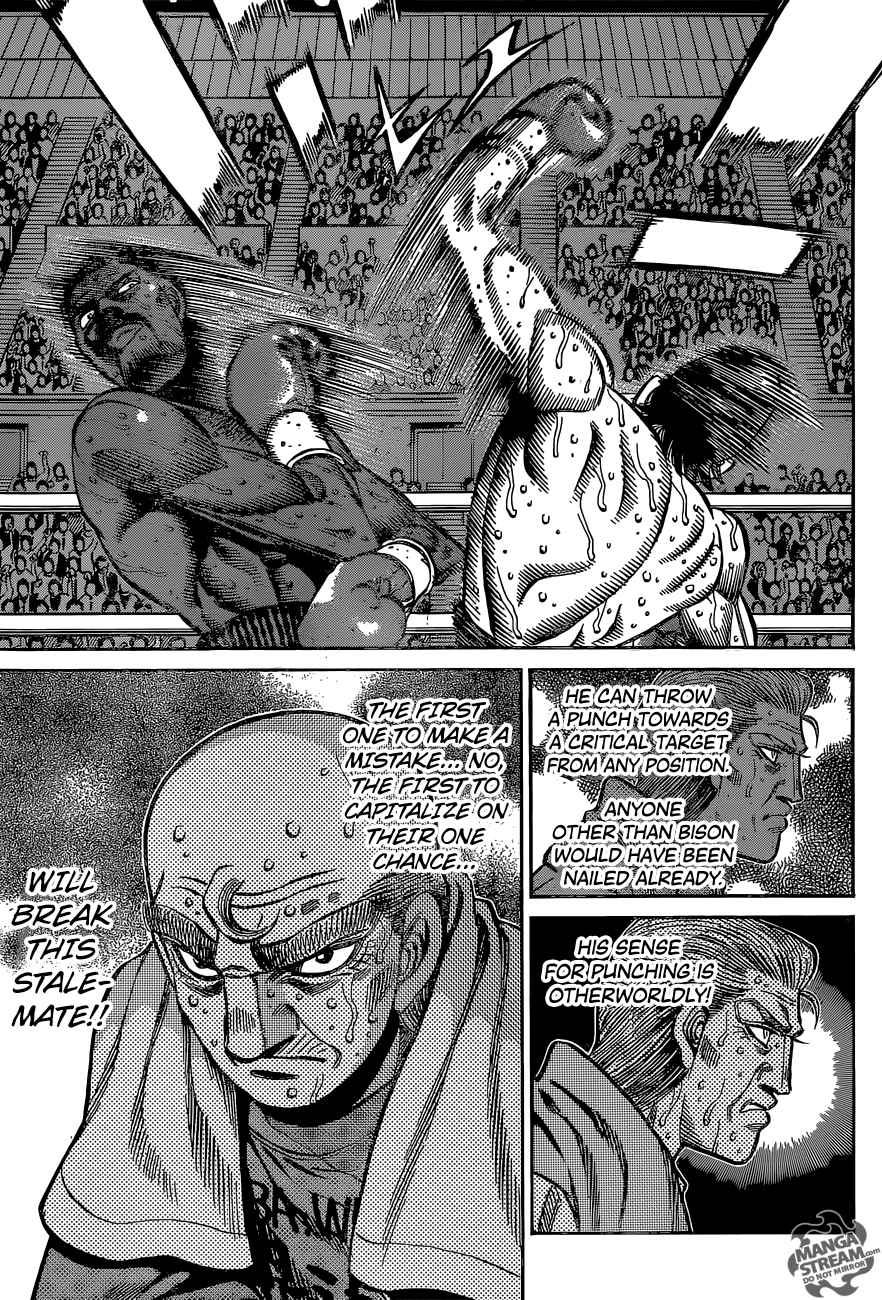 HE CAN THROW
A PUNCH TOWARDS
A CRITICAL TARGET
FROM ANY POSITION.
ANYONE
OTHER THAN BISON
WOULD HAVE BEEN
NAILED ALREADY.
HIS SENSE
FOR PUNCHING IS
OTHERWORLDLY!
THE FIRST
ONE TO MAKE A
MISTAKE... NO,
THE FIRST TO
CAPITALIZE ON
THEIR ONE
CHANCE...
WILL
BREAK
THIS
STALE-
MATE!!
MANGA
STREAM.com
DO NOT MIRROR!